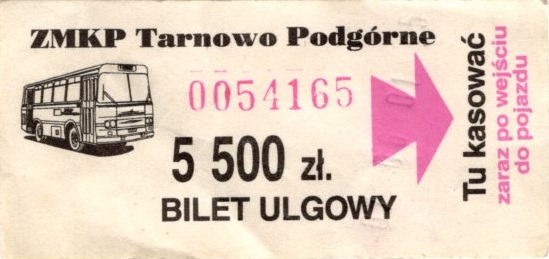 ZMKP Tarnowo Podgórne
0054165
5 500 zł.
BILET ULGOWY
Tu kasować
zaraz po wejściu
do pojazdu